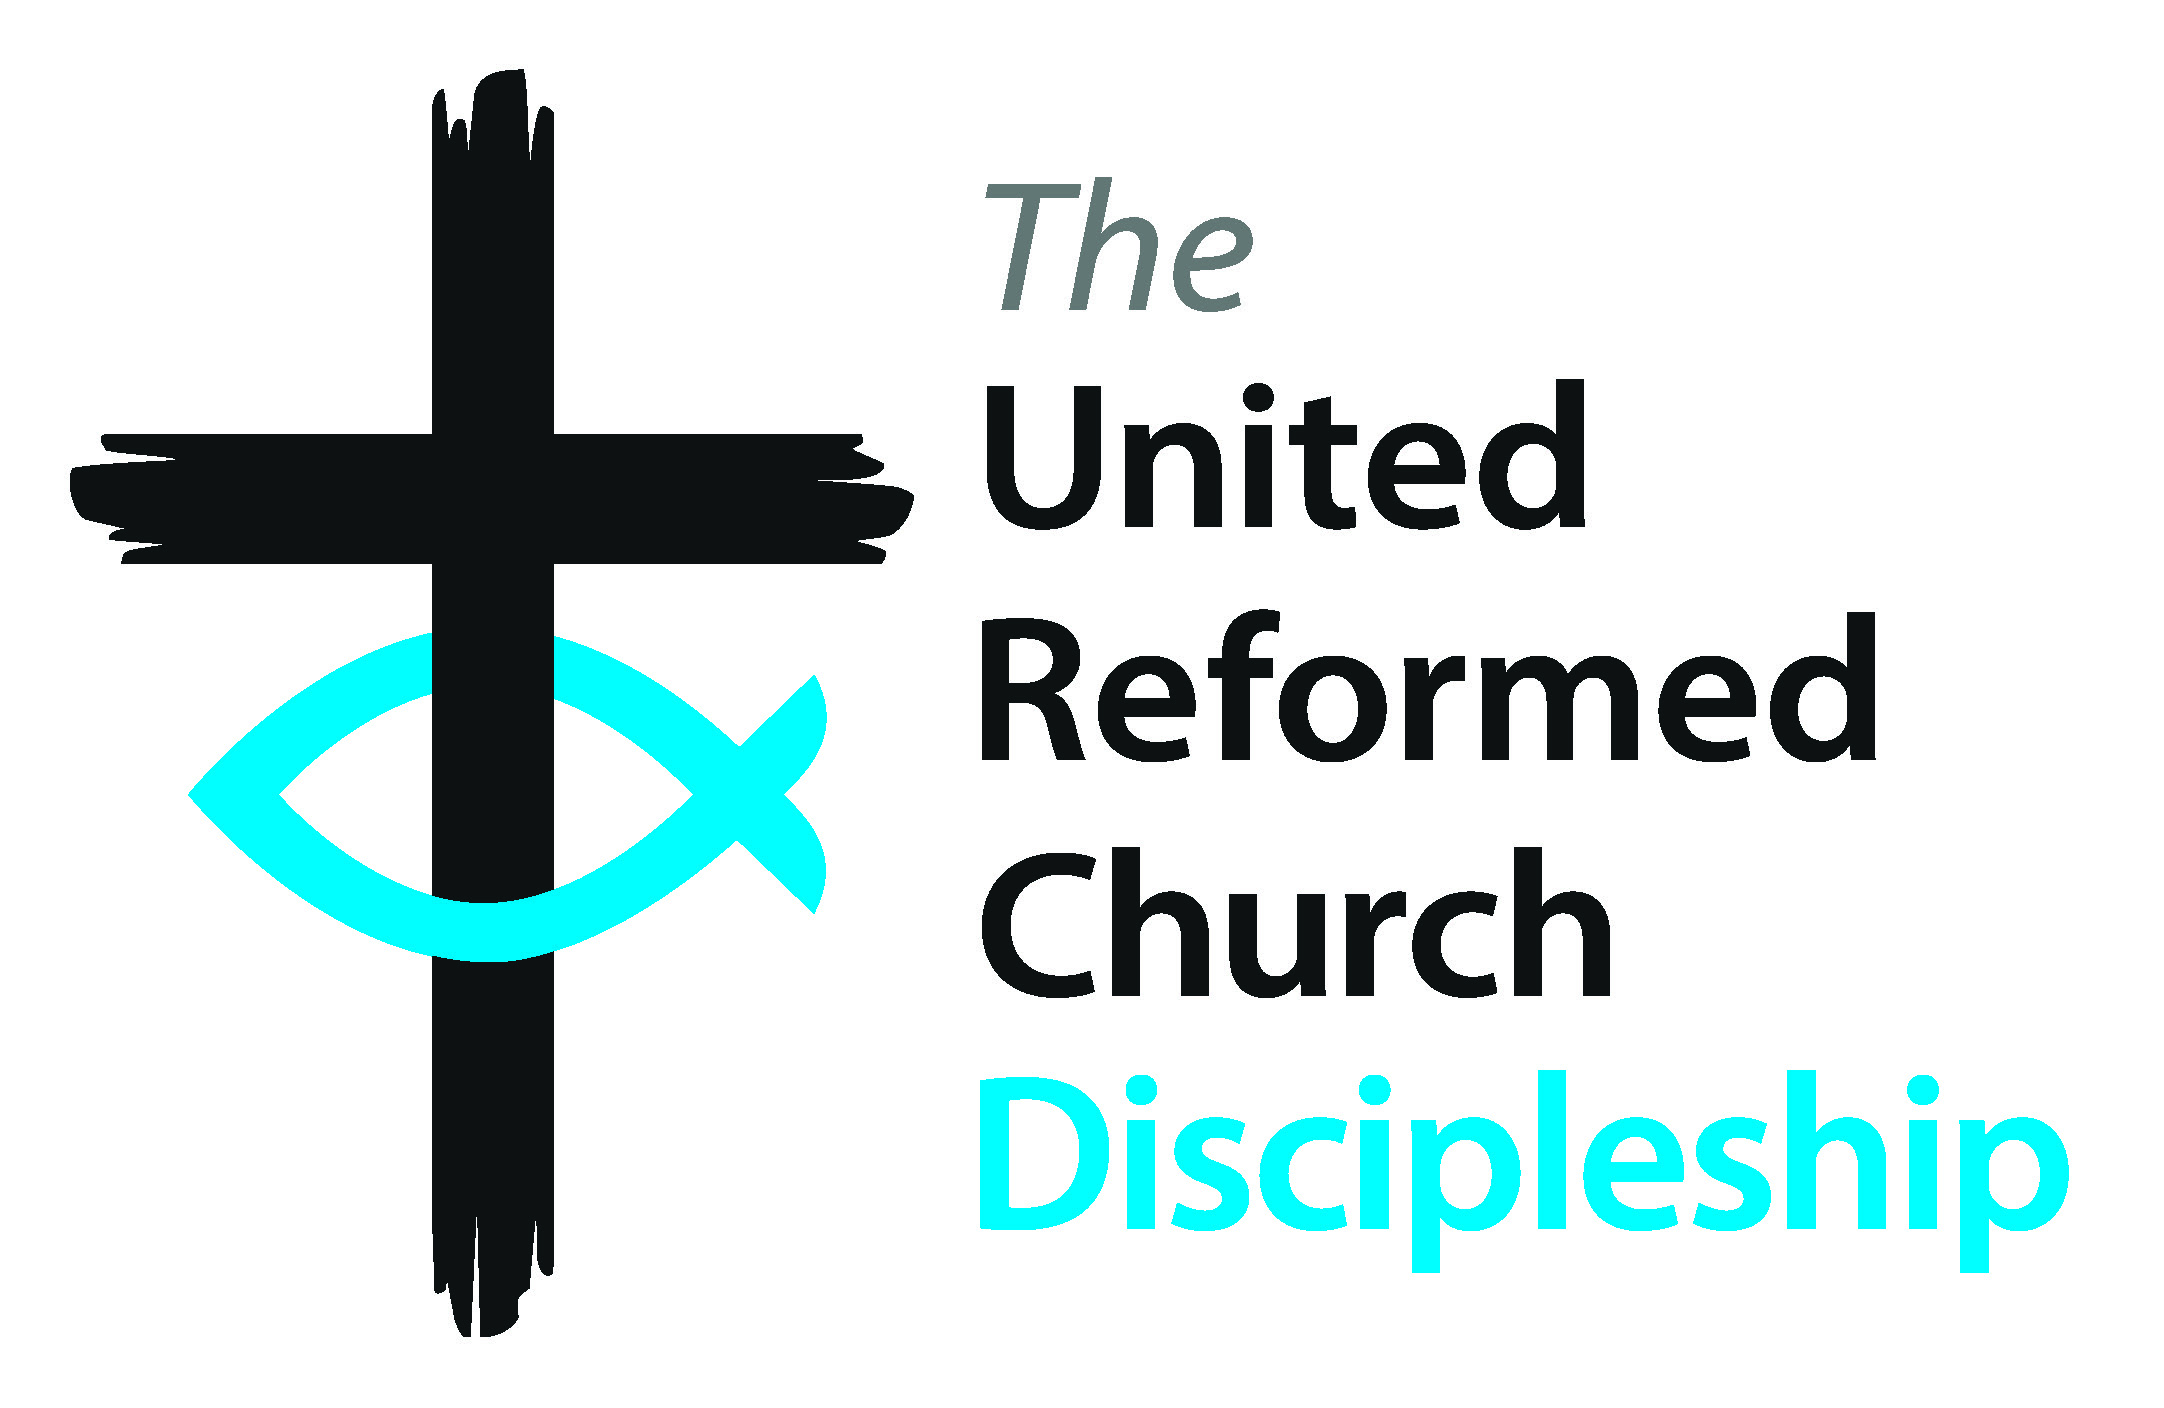 The
United
Reformed
Church
Discipleship